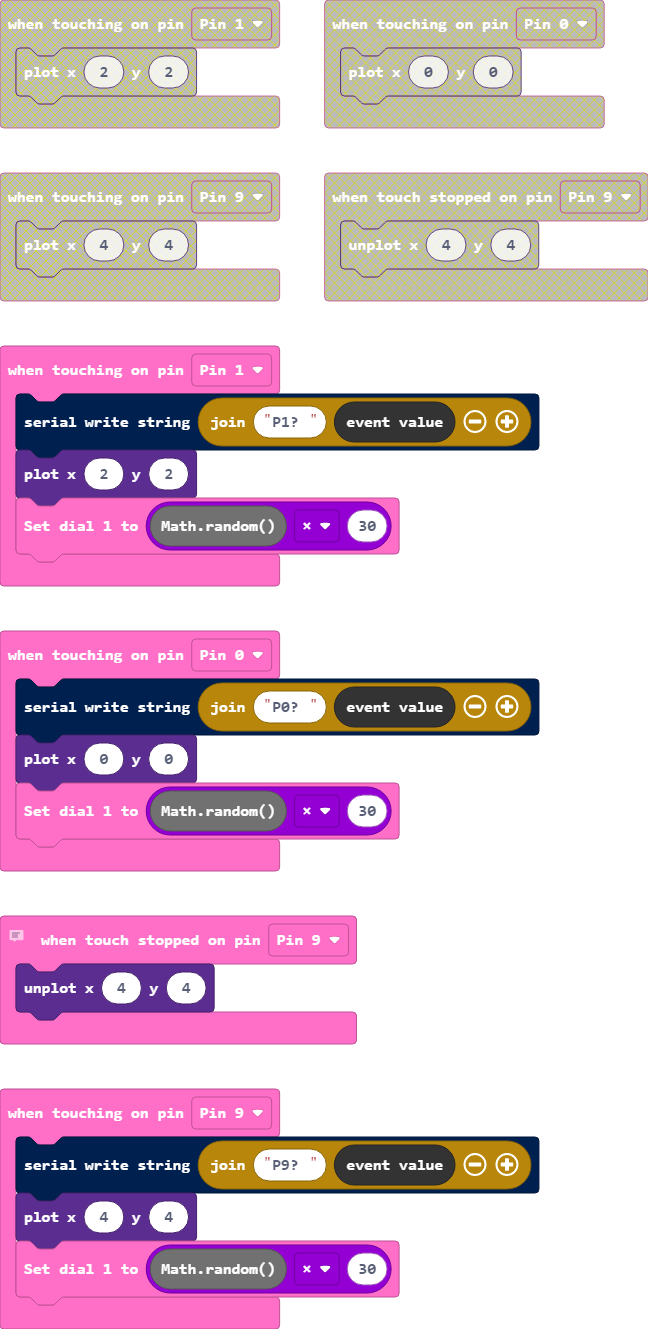 when touching on pin Pin 1
plot x 2 y 2
when touching on pin Pin 0
plot x 0 y 0
when touching on pin Pin 9
plot x 4 y 4
when touch stopped on pin Pin 9
unplot x 4 y 4
when touching on pin Pin 1
serial write string join "P1? " event value
plot x 2 y 2
Set dial 1 to Math.random() × 30
when touching on pin Pin 0
serial write string join "P0? " event value
plot x 0 y 0
Set dial 1 to Math.random() × 30
when touch stopped on pin Pin 9
unplot x 4 y 4
when touching on pin Pin 9
serial write string join "P9? " event value
plot x 4 y 4
Set dial 1 to Math.random() × 30